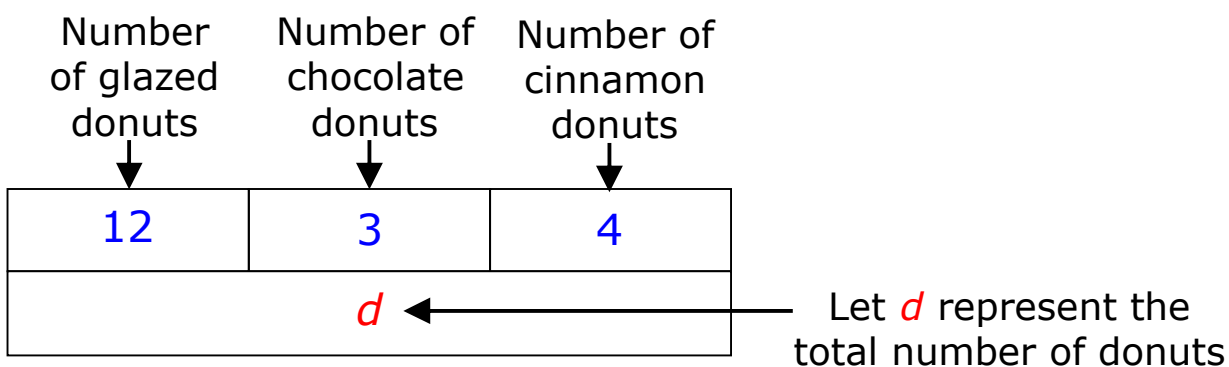 Number
of glazed
donuts
Number of
chocolate
donuts
Number of
cinnamon
donuts
12
3
4
d
Let d represent the
total number of donuts